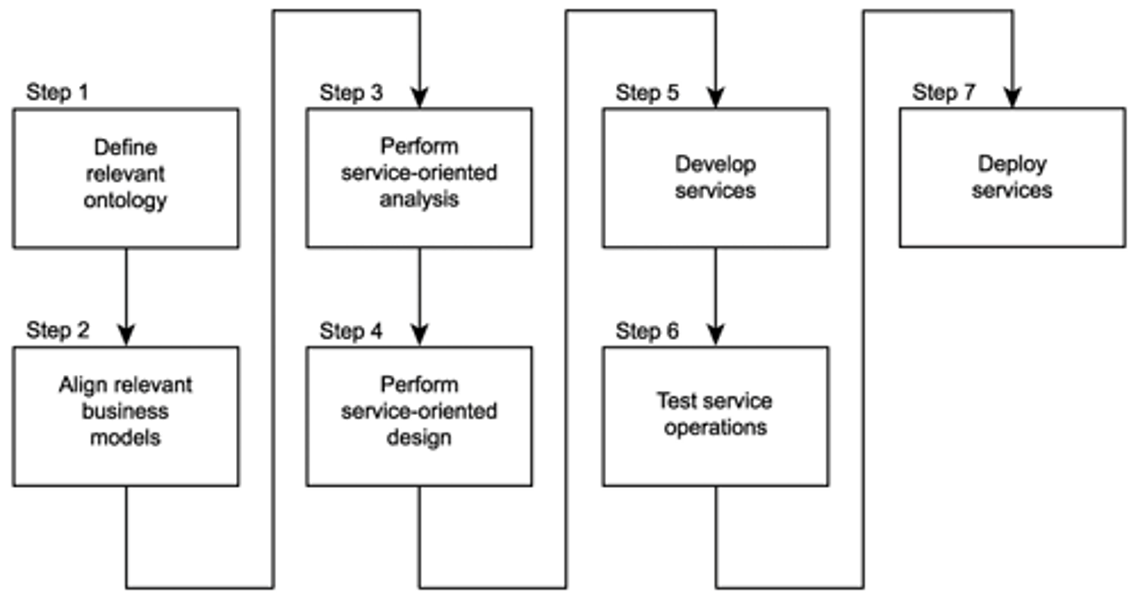 Step 1
Define
relevant
ontology
Step 2
Align relevant
business
models
Step 3
Perform
service-oriented
analysis
Step 4
Perform
service-oriented
design
Step 5
Develop
services
Step 6
Test service
operations
Step 7
Deploy
services